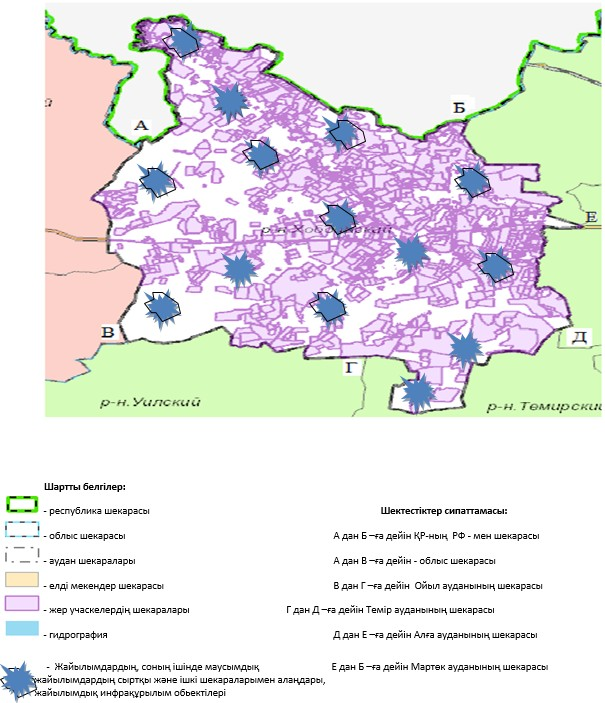 й
А
Б
р-н. Хобдинский
Е
В
Г
Д
р-н. Уилский
р-н. Темирски
Шартты белгілер:
- республика шекарасы
Шектестіктер сипаттамасы:
- облыс шекарасы
А дан Б –ға дейін ҚР-ның РФ - мен шекарасы
- аудан шекаралары
А дан В –ға дейін - облыс шекарасы
- елді мекендер шекарасы
В дан Г –ға дейін Ойыл ауданының шекарасы
- жер учаскелердің шекаралары
Г дан Д –ға дейін Темір ауданының шекарасы
- гидрография
Д дан Е –ға дейін Алға ауданының шекарасы
- Жайылымдардың, соның ішінде маусымдық
Е дан Б –ға дейін Мартөк ауданының шекарасы
жайылымдардың сыртқы және ішкі шекараларымен алаңдары,
жайылымдық инфрақұрылым обьектілері